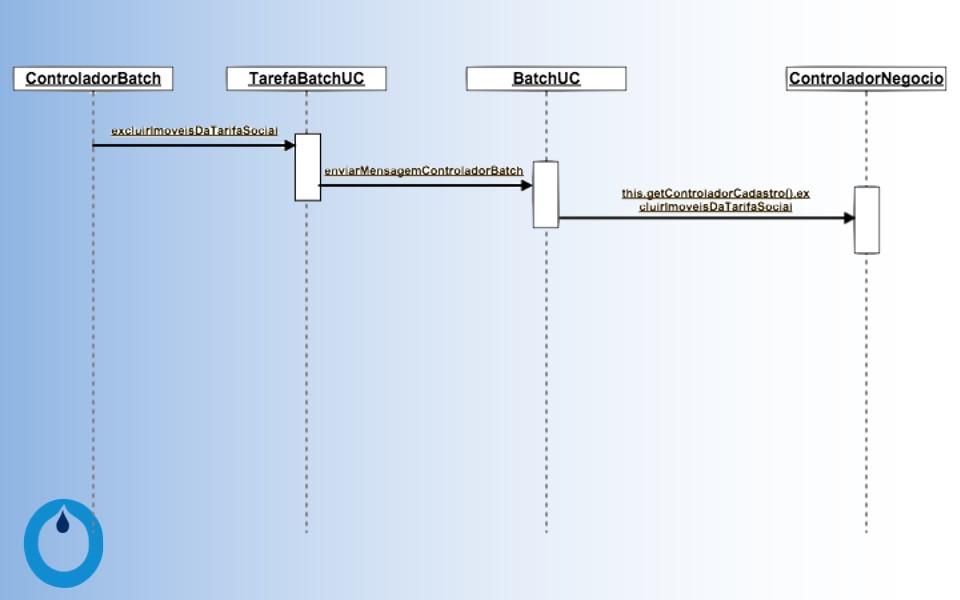 ControladorBatch
TarefaBatchUC
BatchUC
ControladorNegocio
excluirImoveisDaTarifaSocial
enviarMensagemControladorBatch
this.getControladorCadastro().ex
cluirImoveisDaTarifaSocial